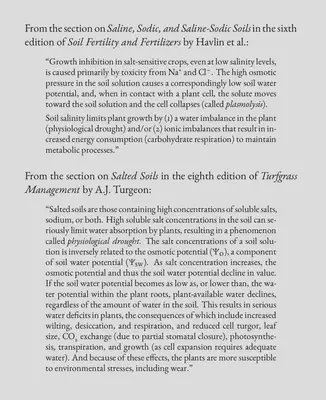 From the section on Saline, Sodic, and Saline-Sodic Soils in the sixth
edition of Soil Fertility and Fertilizers by Havlin et al.:
“Growth inhibition in salt-sensitive crops, even at low salinity levels,
is caused primarily by toxicity from Na⁺ and Cl⁻. The high osmotic
pressure in the soil solution causes a correspondingly low soil water
potential, and, when in contact with a plant cell, the solute moves
toward the soil solution and the cell collapses (called plasmolysis).
Soil salinity limits plant growth by (1) a water imbalance in the plant
(physiological drought) and/or (2) ionic imbalances that result in
increased energy consumption (carbohydrate respiration) to maintain
metabolic processes.”
From the section on Salted Soils in the eighth edition of Turfgrass
Management by A.J. Turgeon:
“Salted soils are those containing high concentrations of soluble salts,
sodium, or both. High soluble salt concentrations in the soil can seri-
ously limit water absorption by plants, resulting in a phenomenon
called physiological drought. The salt concentrations of a soil solu-
tion is inversely related to the osmotic potential (Ψ₀), a component
of soil water potential (Ψsw). As salt concentration increases, the
osmotic potential and thus the soil water potential decline in value.
If the soil water potential becomes as low as, or lower than, the wa-
ter potential within the plant roots, plant-available water declines,
regardless of the amount of water in the soil. This results in serious
water deficits in plants, the consequences of which include increased
wilting, desiccation, and respiration, and reduced cell turgor, leaf
size, CO₂ exchange (due to partial stomatal closure), photosynthe-
sis, transpiration, and growth (as cell expansion requires adequate
water). And because of these effects, the plants are more susceptible
to environmental stresses, including wear.”